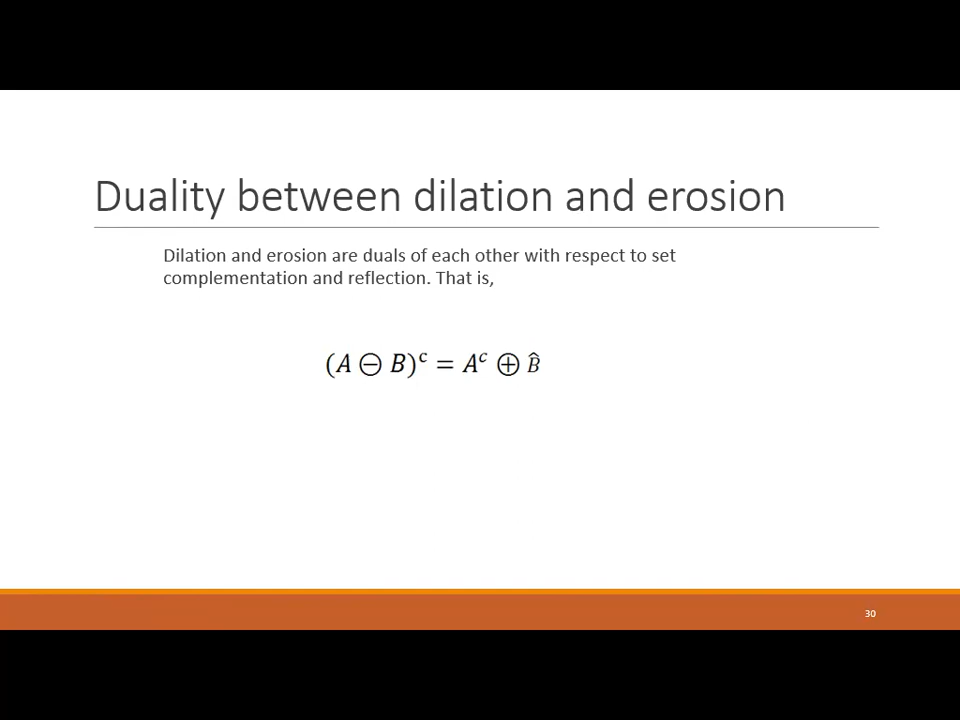 Duality between dilation and erosion
Dilation and erosion are duals of each other with respect to set
complementation and reflection. That is,
(A ⊖ B)ᶜ = Aᶜ ⊕ B̂
30